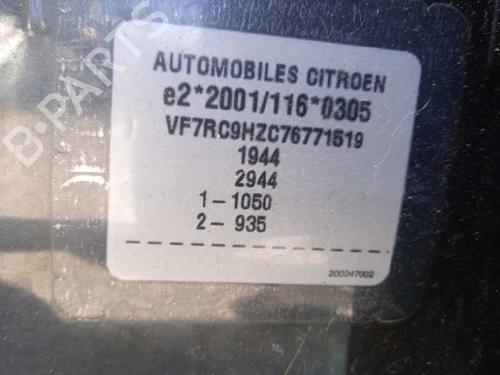 AUTOMOBILES CITROEN
e2*2001/116*0305
VF7RC9HZC76771519
1944
2944
1-1050
2-935
200247002
B-PARTS